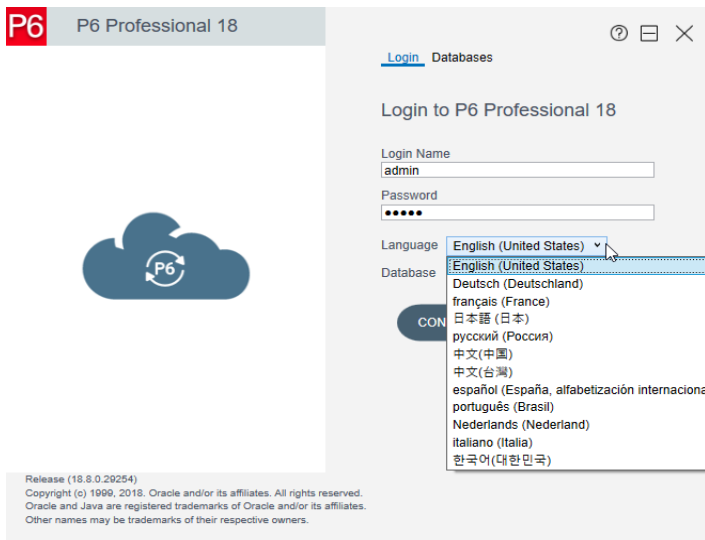 P6 P6 Professional 18
Login Databases
Login to P6 Professional 18
Login Name
admin
Password
●●●●●
Language English (United States)
Database
P6
CON
English (United States)
Deutsch (Deutschland)
français (France)
日本語 (日本)
русский (Россия)
中文(中国)
中文(台灣)
español (España, alfabetización internaciona
português (Brasil)
Nederlands (Nederland)
italiano (Italia)
한국어(대한민국)
Release (18.8.0.29254)
Copyright (c) 1999, 2018. Oracle and/or its affiliates. All rights reserved.
Oracle and Java are registered trademarks of Oracle and/or its affiliates.
Other names may be trademarks of their respective owners.